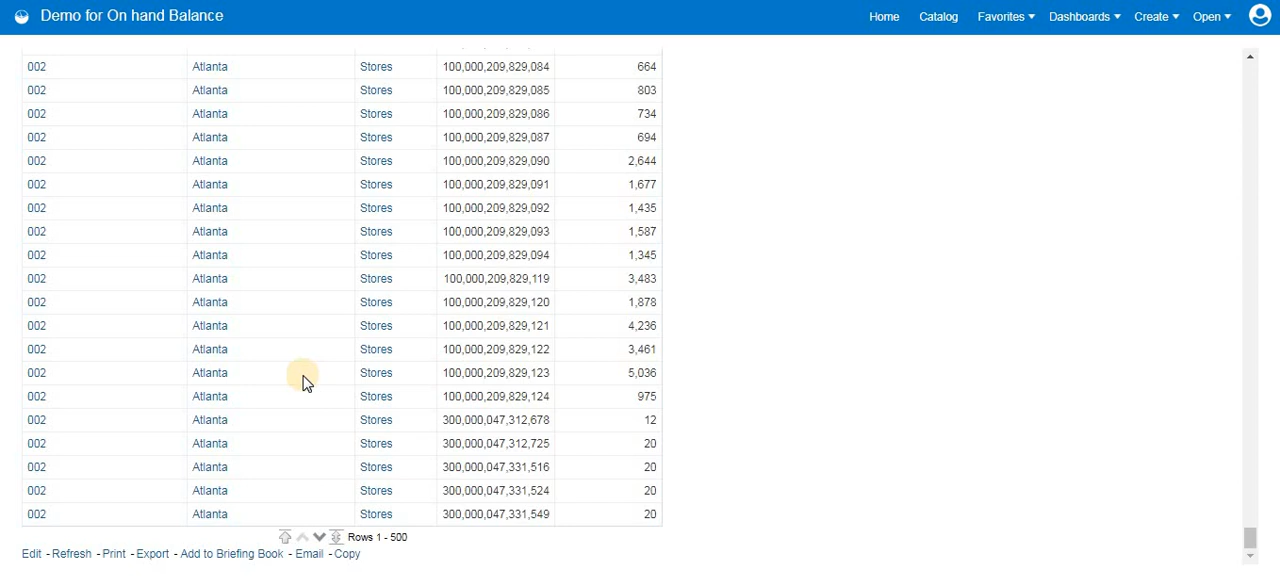 Demo for On hand Balance Home Catalog Favorites Dashboards Create Open
002 Atlanta Stores 100,000,209,829,084 664
002 Atlanta Stores 100,000,209,829,085 803
002 Atlanta Stores 100,000,209,829,086 734
002 Atlanta Stores 100,000,209,829,087 694
002 Atlanta Stores 100,000,209,829,090 2,644
002 Atlanta Stores 100,000,209,829,091 1,677
002 Atlanta Stores 100,000,209,829,092 1,435
002 Atlanta Stores 100,000,209,829,093 1,587
002 Atlanta Stores 100,000,209,829,094 1,345
002 Atlanta Stores 100,000,209,829,119 3,483
002 Atlanta Stores 100,000,209,829,120 1,878
002 Atlanta Stores 100,000,209,829,121 4,236
002 Atlanta Stores 100,000,209,829,122 3,461
002 Atlanta Stores 100,000,209,829,123 5,036
002 Atlanta Stores 100,000,209,829,124 975
002 Atlanta Stores 300,000,047,312,678 12
002 Atlanta Stores 300,000,047,312,725 20
002 Atlanta Stores 300,000,047,331,516 20
002 Atlanta Stores 300,000,047,331,524 20
002 Atlanta Stores 300,000,047,331,549 20
Rows 1 - 500
Edit - Refresh - Print - Export - Add to Briefing Book - Email - Copy